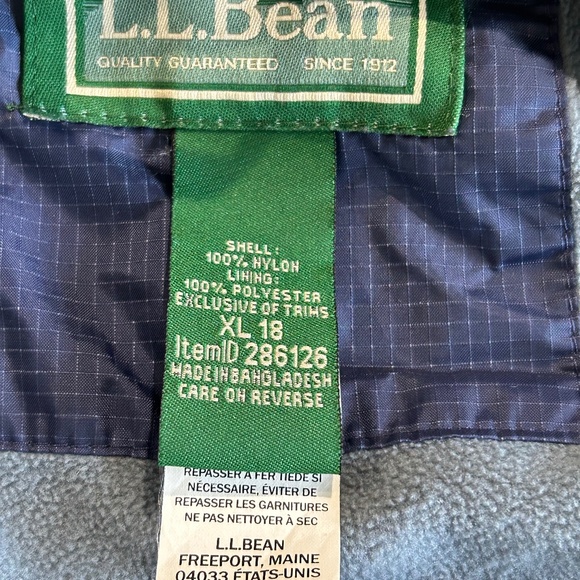 L.L.Bean
QUALITY GUARANTEED SINCE 1912
SHELL:
100% NYLON
LINING:
100% POLYESTER
EXCLUSIVE OF TRIMS
XL 18
ItemID 286126
MADE IN BANGLADESH
CARE ON REVERSE
REPASSER À FER TIÈDE SI
NÉCESSAIRE, ÉVITER DE
REPASSER LES GARNITURES
NE PAS NETTOYER À SEC
L.L.BEAN
FREEPORT, MAINE
04033 ÉTATS-UNIS